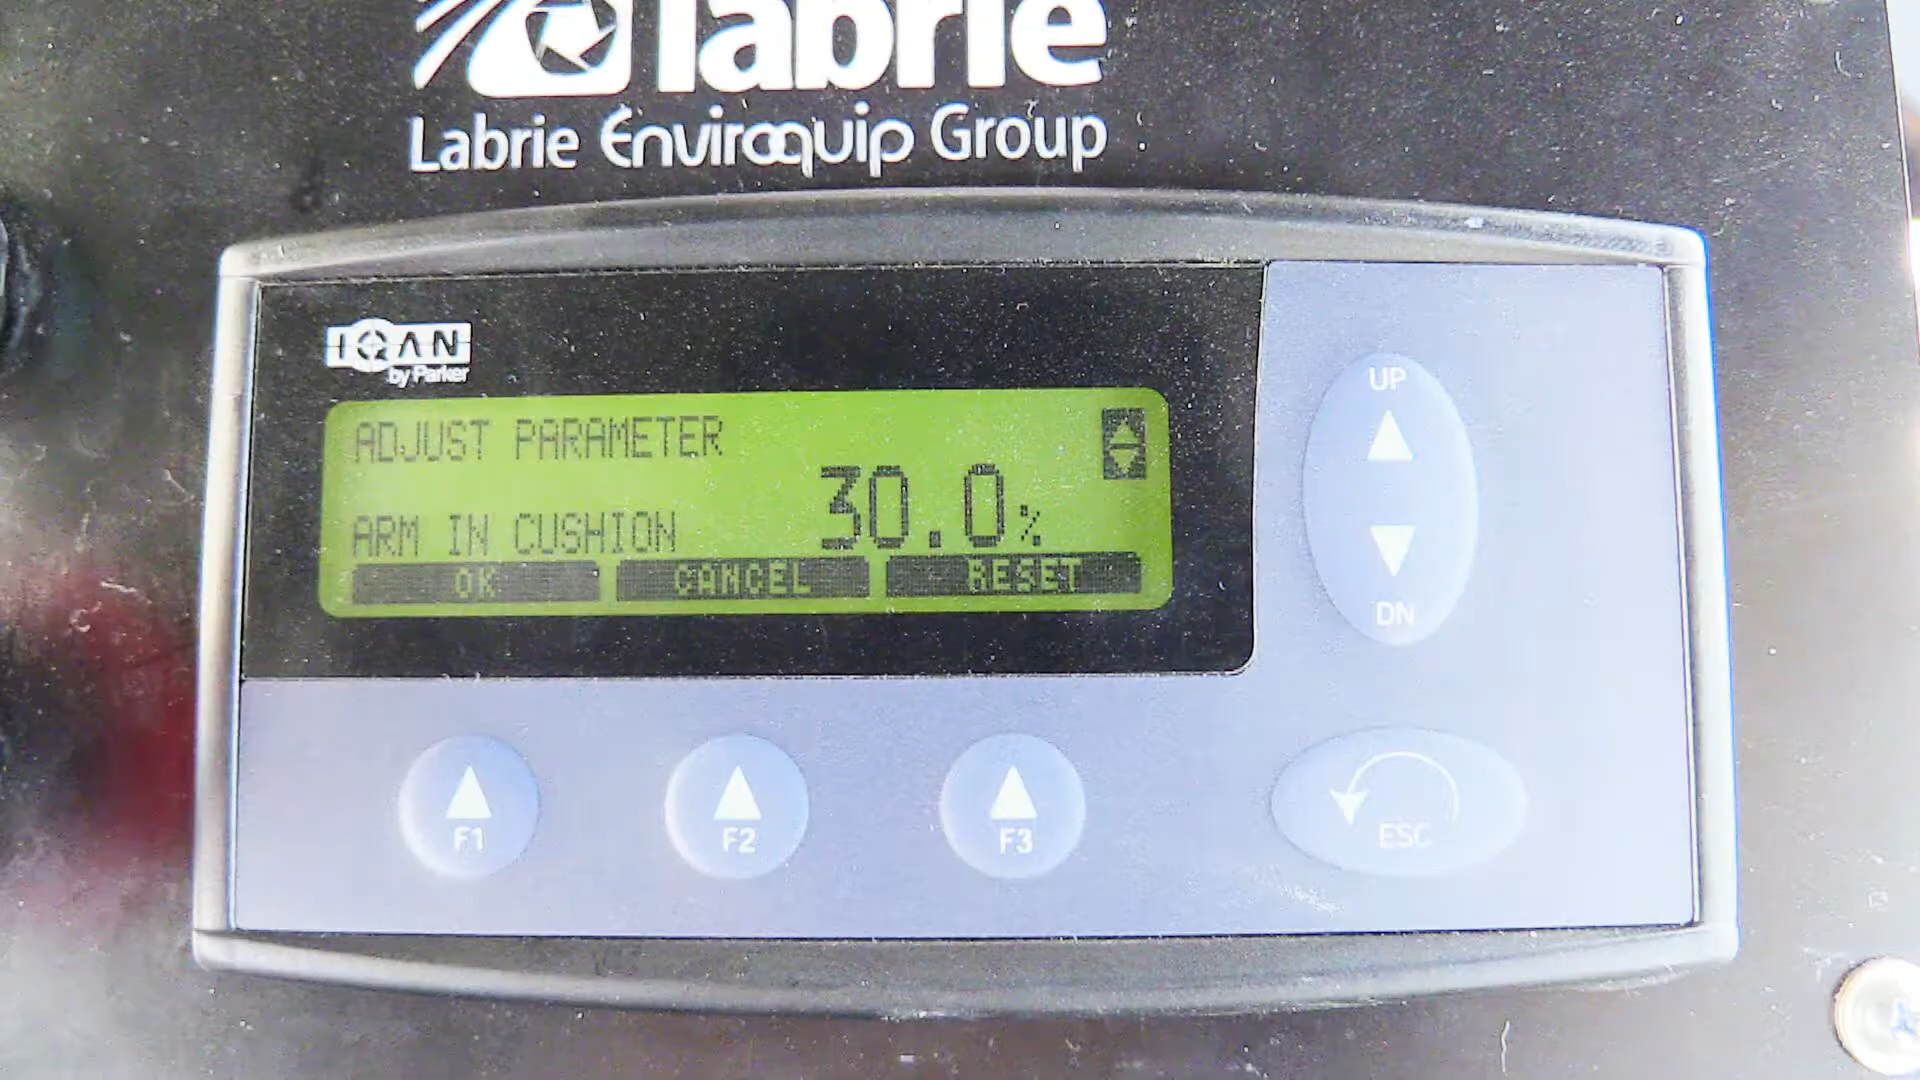 labrie
Labrie Enviroquip Group
IQAN
by Parker
ADJUST PARAMETER
ARM IN CUSHION 30.0%
OK CANCEL RESET
UP
DN
F1 F2 F3 ESC